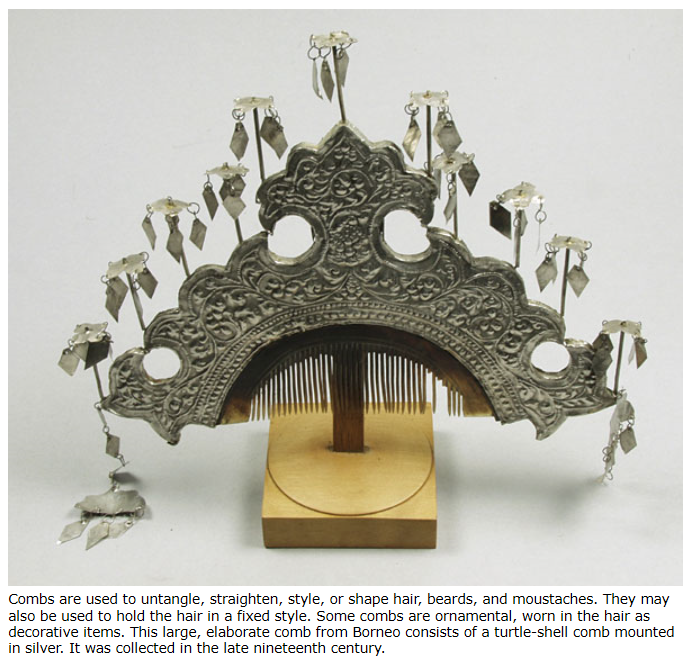 Combs are used to untangle, straighten, style, or shape hair, beards, and moustaches. They may
also be used to hold the hair in a fixed style. Some combs are ornamental, worn in the hair as
decorative items. This large, elaborate comb from Borneo consists of a turtle-shell comb mounted
in silver. It was collected in the late nineteenth century.